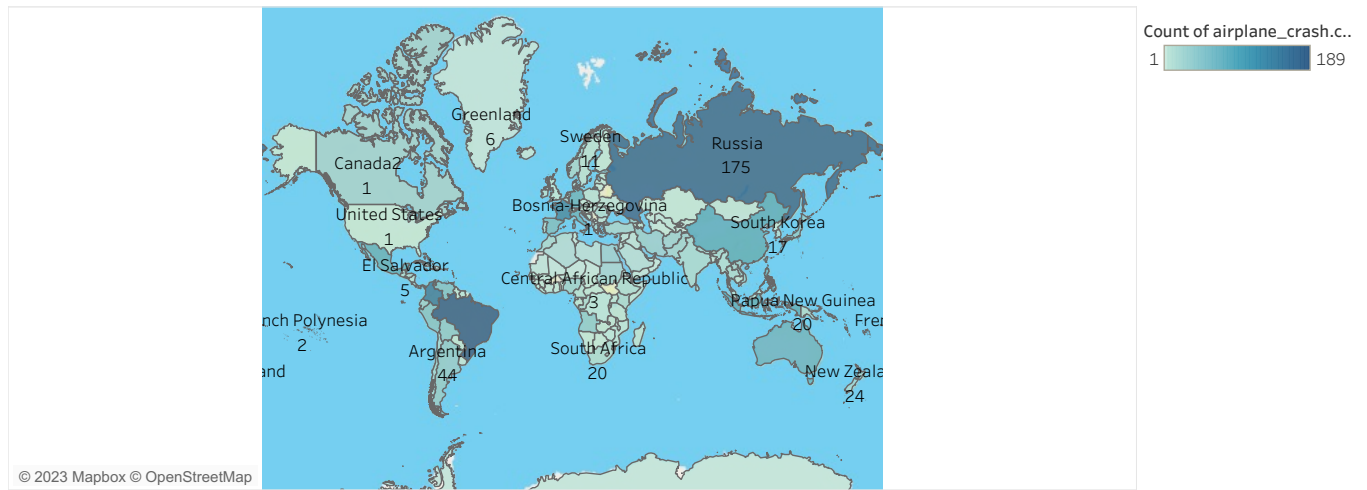 Count of airplane_crash.c..
1
189
Greenland
6
Sweden
11
Russia
175
Canada2
1
Bosnia-Herzegovina
1
United States
1
South Korea
17
El Salvador
5
Central African Republic
3
Papua New Guinea
20
nch Polynesia
2
Fren
Argentina
44
South Africa
20
and
New Zeala
24
© 2023 Mapbox © OpenStreetMap